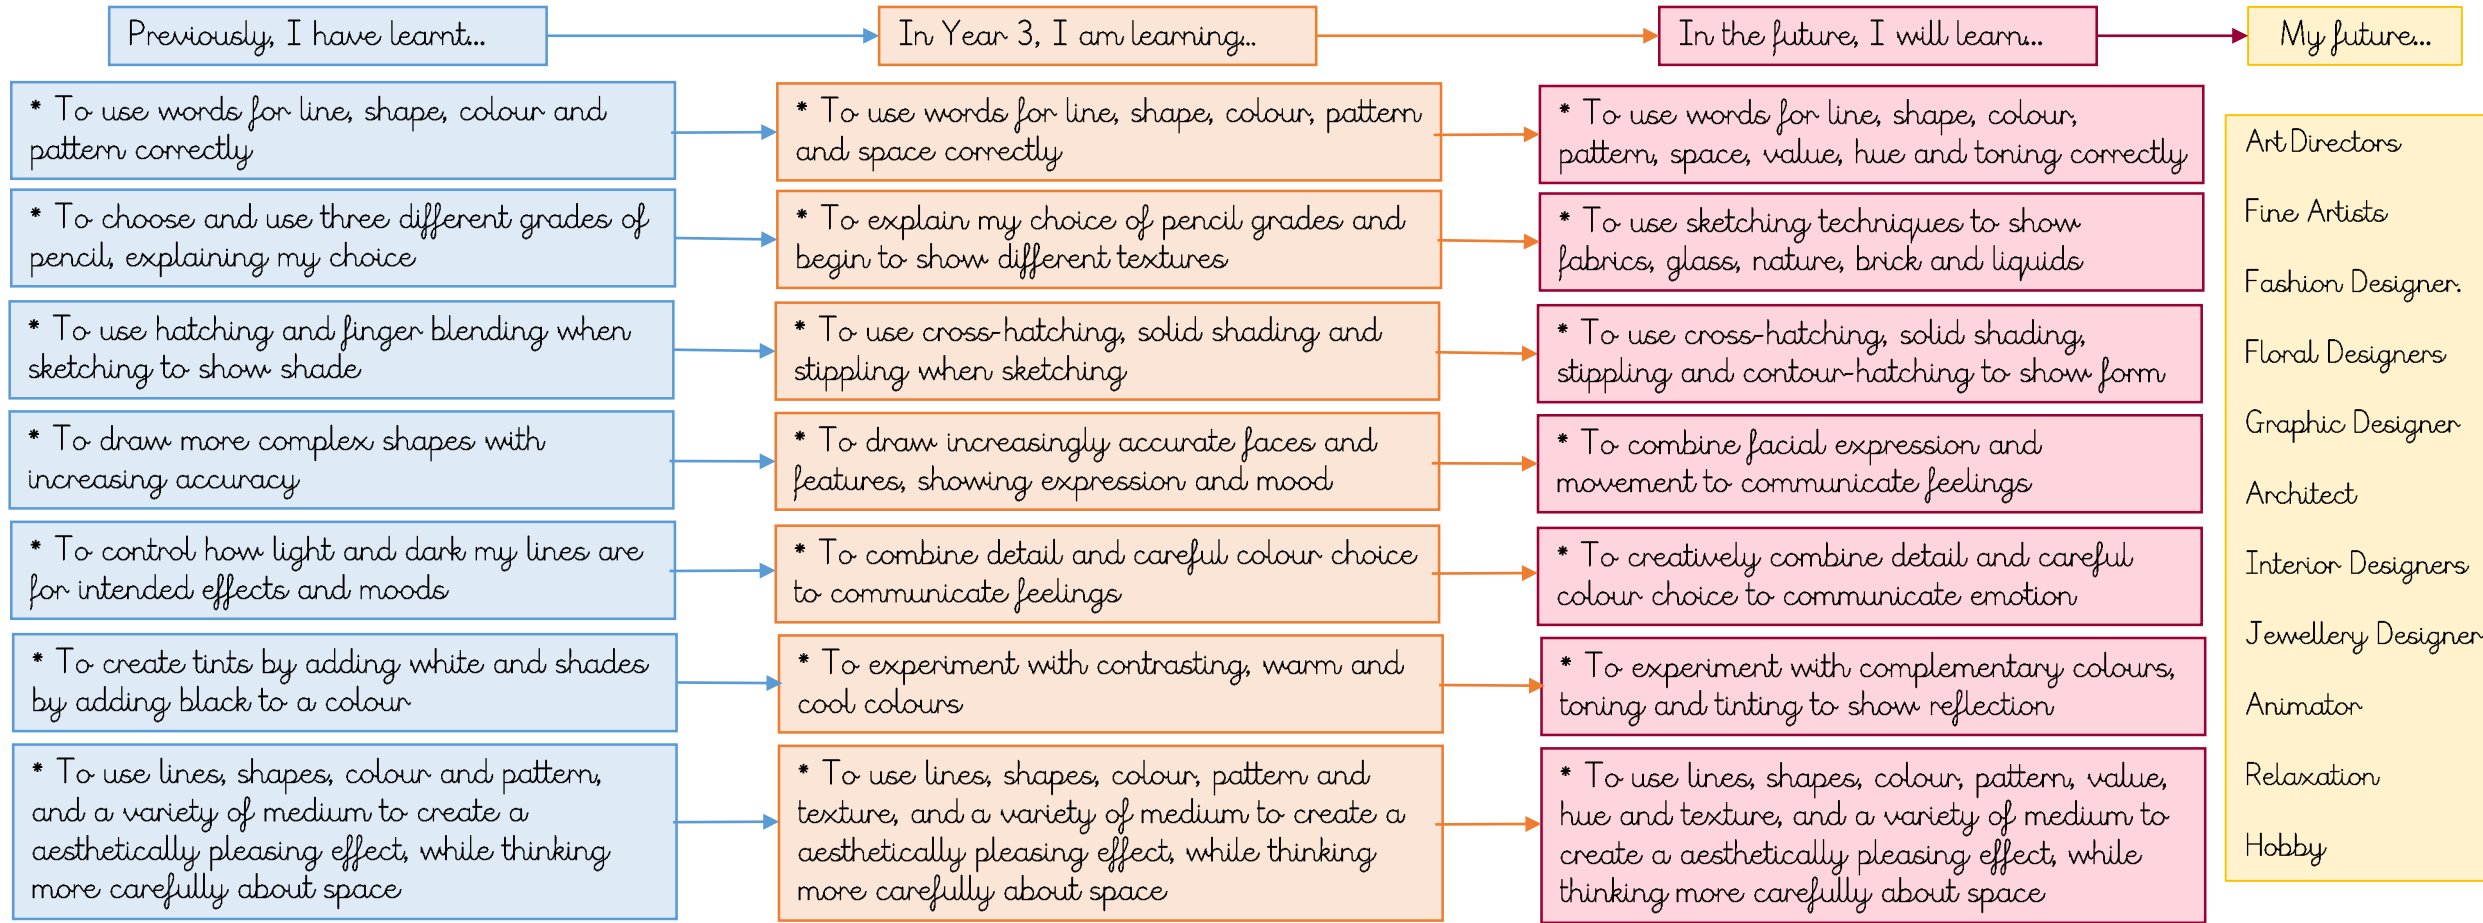 Previously, I have learnt...
In Year 3, I am learning...
In the future, I will learn...
My future...
* To use words for line, shape, colour and
pattern correctly
* To use words for line, shape, colour, pattern
and space correctly
* To use words for line, shape, colour,
pattern, space, value, hue and toning correctly
* To choose and use three different grades of
pencil, explaining my choice
* To explain my choice of pencil grades and
begin to show different textures
* To use sketching techniques to show
fabrics, glass, nature, brick and liquids
* To use hatching and finger blending when
sketching to show shade
* To use cross-hatching, solid shading and
stippling when sketching
* To use cross-hatching, solid shading,
stippling and contour-hatching to show form
* To draw more complex shapes with
increasing accuracy
* To draw increasingly accurate faces and
features, showing expression and mood
* To combine facial expression and
movement to communicate feelings
* To control how light and dark my lines are
for intended effects and moods
* To combine detail and careful colour choice
to communicate feelings
* To creatively combine detail and careful
colour choice to communicate emotion
* To create tints by adding white and shades
by adding black to a colour
* To experiment with contrasting, warm and
cool colours
* To experiment with complementary colours,
toning and tinting to show reflection
* To use lines, shapes, colour and pattern,
and a variety of medium to create a
aesthetically pleasing effect, while thinking
more carefully about space
* To use lines, shapes, colour, pattern and
texture, and a variety of medium to create a
aesthetically pleasing effect, while thinking
more carefully about space
* To use lines, shapes, colour, pattern, value,
hue and texture, and a variety of medium to
create a aesthetically pleasing effect, while
thinking more carefully about space
Art Directors
Fine Artists
Fashion Designer.
Floral Designers
Graphic Designer
Architect
Interior Designers
Jewellery Designer
Animator
Relaxation
Hobby